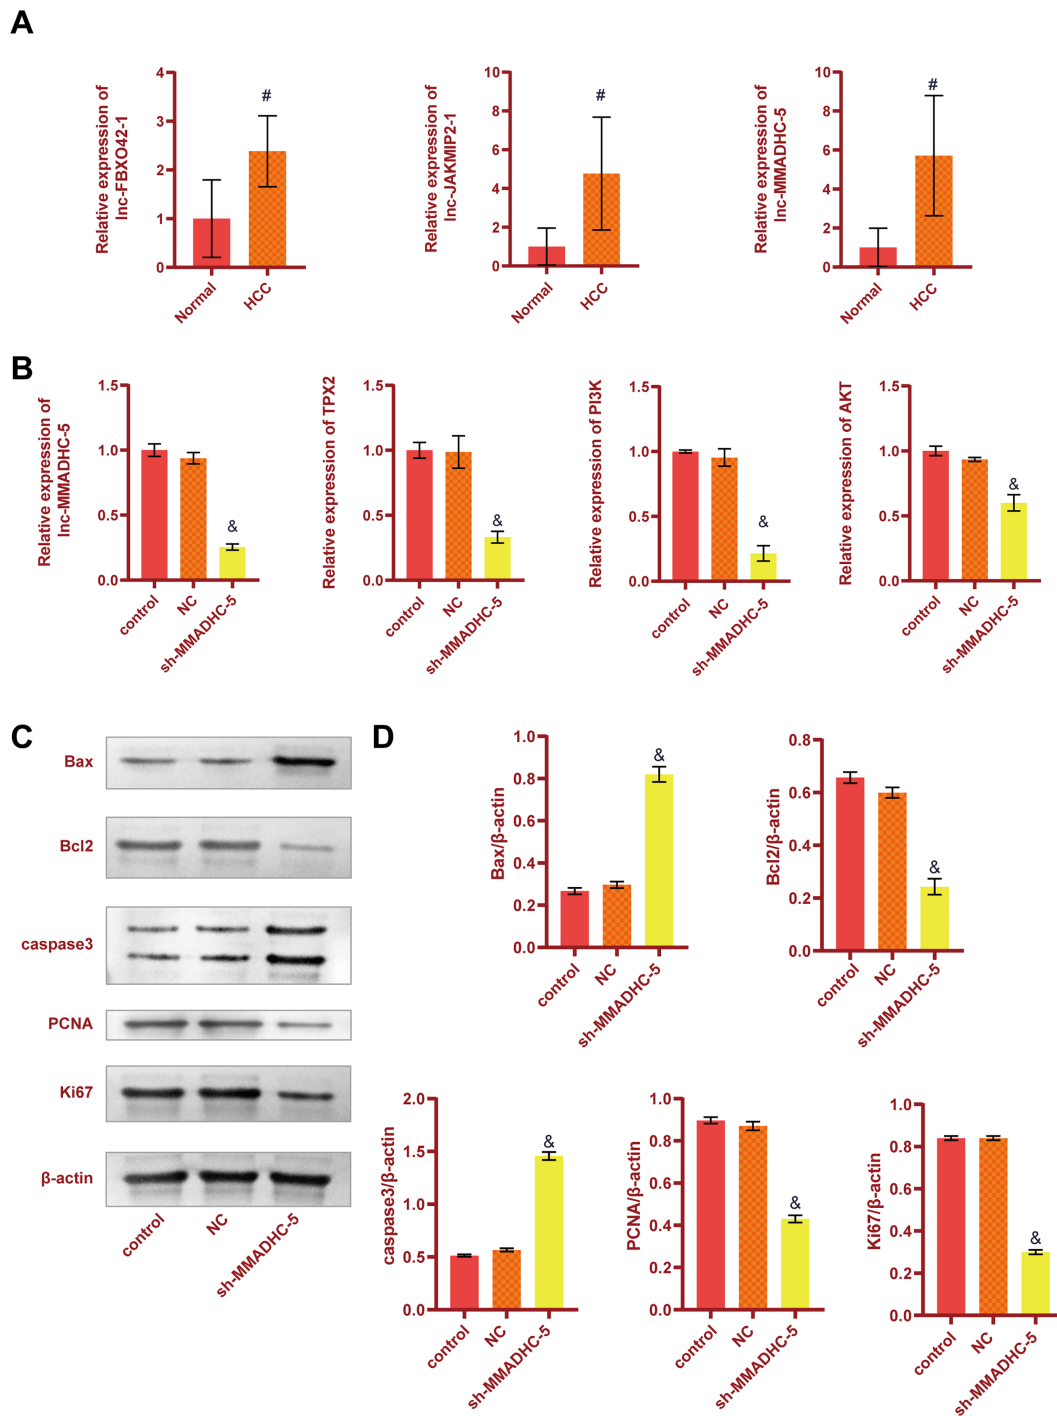 A
Relative expression of
lnc-FBXO42-1
4
3
2
1
0
#
Normal
HCC
Relative expression of
lnc-JAKMIP2-1
10
8
6
4
2
0
#
Normal
HCC
Relative expression of
lnc-MMADHC-5
10
8
6
4
2
0
#
Normal
HCC
B
Relative expression of
lnc-MMADHC-5
1.5
1.0
0.5
0.0
&
control
NC
sh-MMADHC-5
Relative expression of TPX2
1.5
1.0
0.5
0.0
&
control
NC
sh-MMADHC-5
Relative expression of PI3K
1.5
1.0
0.5
0.0
&
control
NC
sh-MMADHC-5
Relative expression of AKT
1.5
1.0
0.5
0.0
&
control
NC
sh-MMADHC-5
C
Bax
Bcl2
caspase3
PCNA
Ki67
β-actin
control
NC
sh-MMADHC-5
D
Bax/β-actin
1.0
0.8
0.6
0.4
0.2
0.0
&
control
NC
sh-MMADHC-5
Bcl2/β-actin
0.8
0.6
0.4
0.2
0.0
&
control
NC
sh-MMADHC-5
caspase3/β-actin
2.0
1.5
1.0
0.5
0.0
&
control
NC
sh-MMADHC-5
PCNA/β-actin
1.0
0.8
0.6
0.4
0.2
0.0
&
control
NC
sh-MMADHC-5
Ki67/β-actin
1.0
0.8
0.6
0.4
0.2
0.0
&
control
NC
sh-MMADHC-5